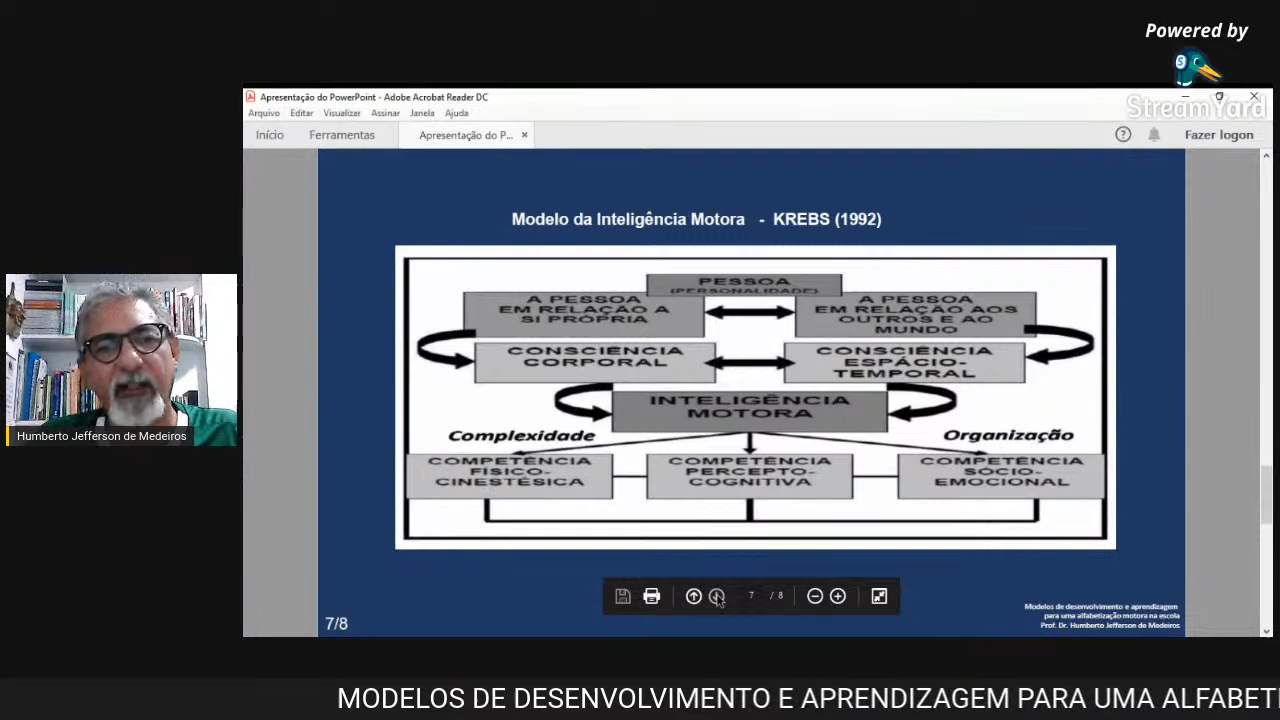 Powered by
StreamYard
Apresentação do PowerPoint - Adobe Acrobat Reader DC
Arquivo Editar Visualizar Assinar Janela Ajuda
Início Ferramentas Apresentação do P... × Fazer logon
Modelo da Inteligência Motora - KREBS (1992)
PESSOA
(PERSONALIDADE)
A PESSOA
EM RELAÇÃO A
SI PRÓPRIA
A PESSOA
EM RELAÇÃO AOS
OUTROS E AO
MUNDO
CONSCIÊNCIA
CORPORAL
CONSCIÊNCIA
ESPÁCIO-
TEMPORAL
INTELIGÊNCIA
MOTORA
Complexidade
Organização
COMPETÊNCIA
FÍSICO-
CINESTÉSICA
COMPETÊNCIA
PERCEPTO-
COGNITIVA
COMPETÊNCIA
SÓCIO-
EMOCIONAL
7 / 8
7/8
Modelos de desenvolvimento e aprendizagem
para uma alfabetização motora na escola
Prof. Dr. Humberto Jefferson de Medeiros
Humberto Jefferson de Medeiros
MODELOS DE DESENVOLVIMENTO E APRENDIZAGEM PARA UMA ALFABET